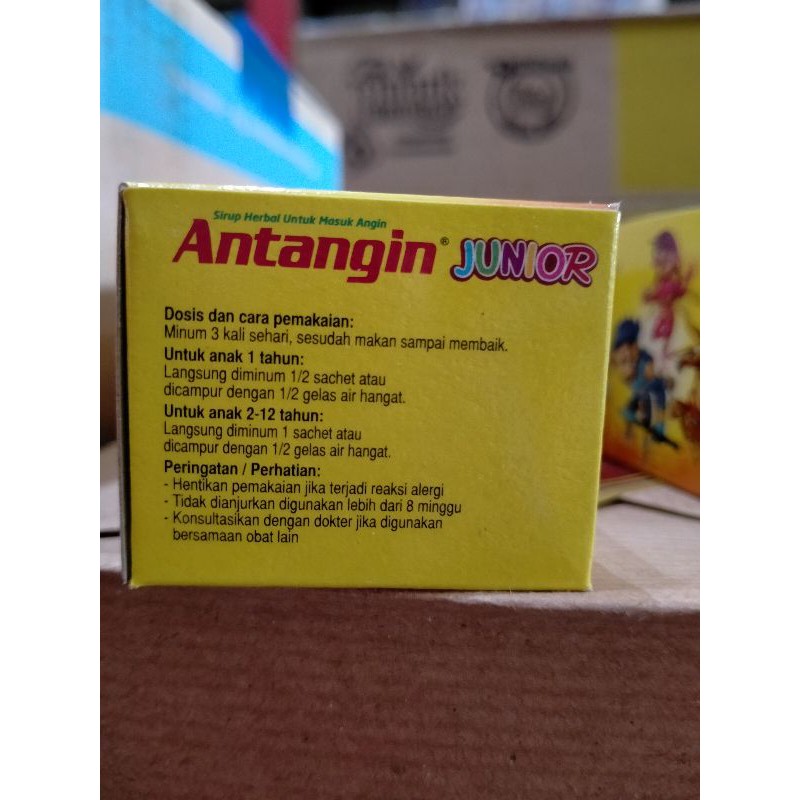 Sirup Herbal Untuk Masuk Angin
Antangin® JUNIOR
Dosis dan cara pemakaian:
Minum 3 kali sehari, sesudah makan sampai membaik.
Untuk anak 1 tahun:
Langsung diminum 1/2 sachet atau
dicampur dengan 1/2 gelas air hangat.
Untuk anak 2-12 tahun:
Langsung diminum 1 sachet atau
dicampur dengan 1/2 gelas air hangat.
Peringatan / Perhatian:
- Hentikan pemakaian jika terjadi reaksi alergi
- Tidak dianjurkan digunakan lebih dari 8 minggu
- Konsultasikan dengan dokter jika digunakan
bersamaan obat lain